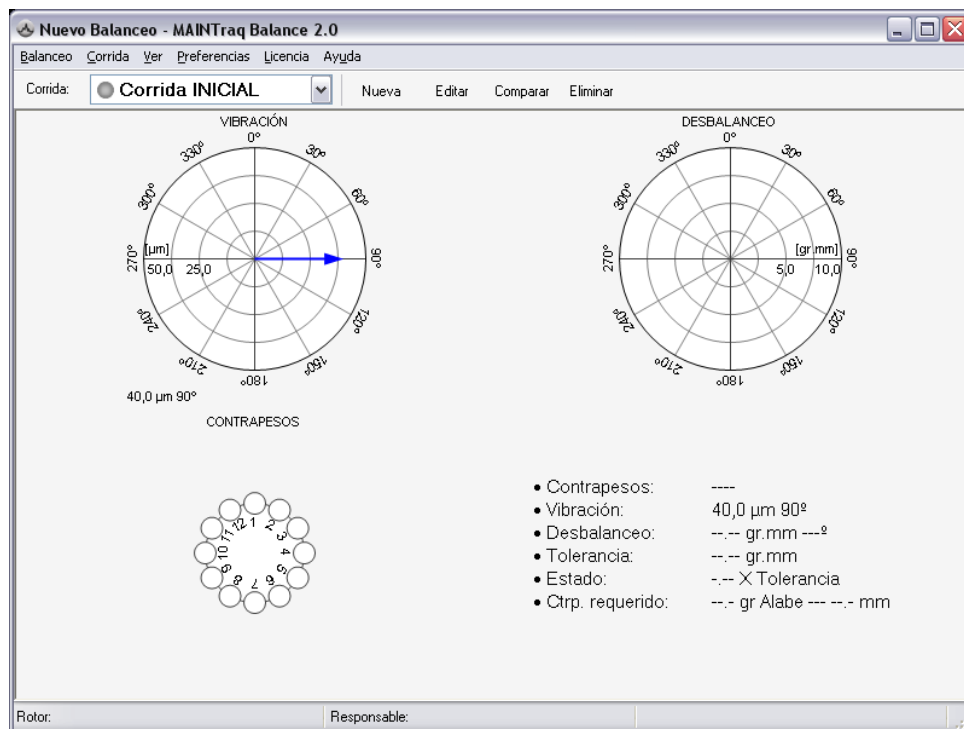 Nuevo Balanceo - MAINTraq Balance 2.0
Balanceo Corrida Ver Preferencias Licencia Ayuda
Corrida: Corrida INICIAL Nueva Editar Comparar Eliminar
VIBRACIÓN
0°
30°
60°
90°
120°
150°
180°
210°
240°
270°
300°
330°
[µm]
50,0 25,0
40,0 µm 90°
DESBALANCEO
0°
30°
60°
90°
120°
150°
180°
210°
240°
270°
300°
330°
[gr.mm]
5,0 10,0
CONTRAPESOS
1
2
3
4
5
6
7
8
9
10
11
12
• Contrapesos: ----
• Vibración: 40,0 µm 90º
• Desbalanceo: --.-- gr.mm ---º
• Tolerancia: --.-- gr.mm
• Estado: -.-- X Tolerancia
• Ctrp. requerido: --.- gr Alabe --- --.- mm
Rotor: Responsable: